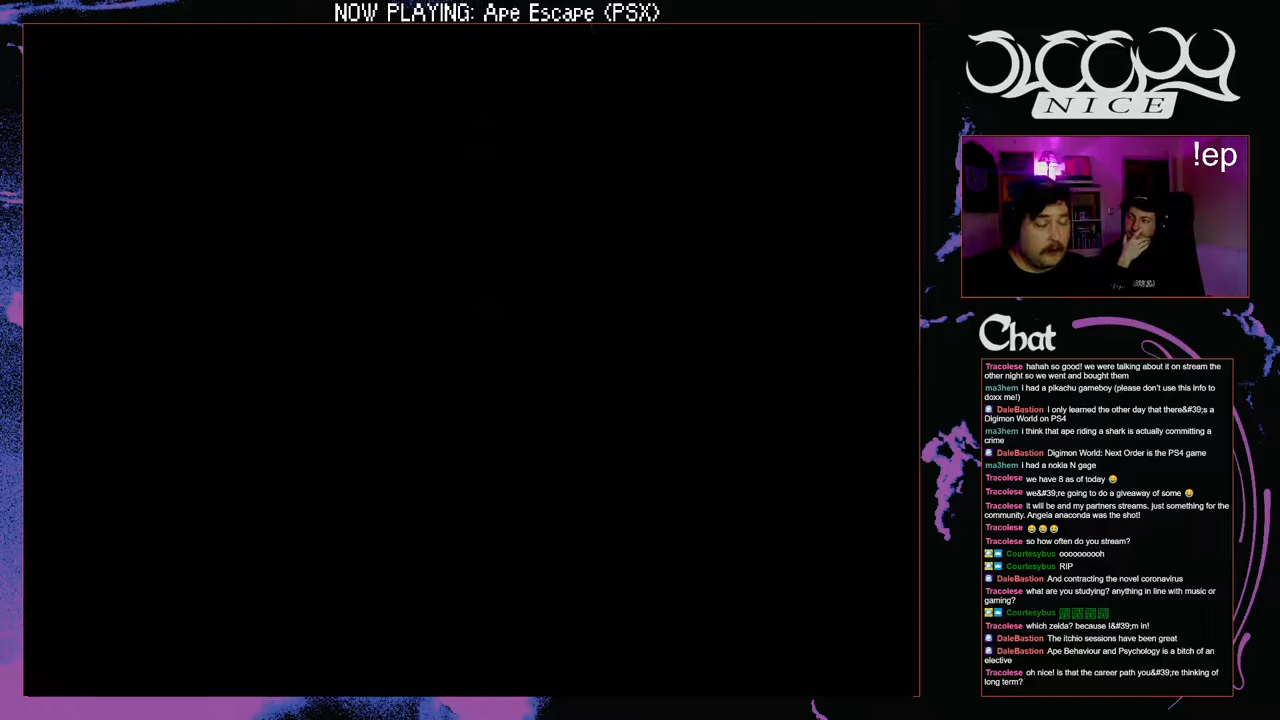 NOW PLAYING: Ape Escape (PSX)
SLEEPY
NICE
!ep
Chat
Tracolese hahah so good! we were talking about it on stream the
other night so we went and bought them
ma3hem i had a pikachu gameboy (please don't use this info to
doxx me!)
DaleBastion I only learned the other day that there&#39;s a
Digimon World on PS4
ma3hem i think that ape riding a shark is actually committing a
crime
DaleBastion Digimon World: Next Order is the PS4 game
ma3hem i had a nokla N gage
Tracolese we have 8 as of today
Tracolese we&#39;re going to do a giveaway of some
Tracolese It will be and my partners streams. just something for the
community. Angela anaconda was the shot!
Tracolese
Tracolese so how often do you stream?
Courtesybus oooooooooh
Courtesybus RIP
DaleBastion And contracting the novel coronavirus
Tracolese what are you studying? anything in line with music or
gaming?
Courtesybus
Tracolese which zelda? because I&#39;m in!
DaleBastion The itchio sessions have been great
DaleBastion Ape Behaviour and Psychology is a bitch of an
elective
Tracolese oh nice! is that the career path you&#39;re thinking of
long term?